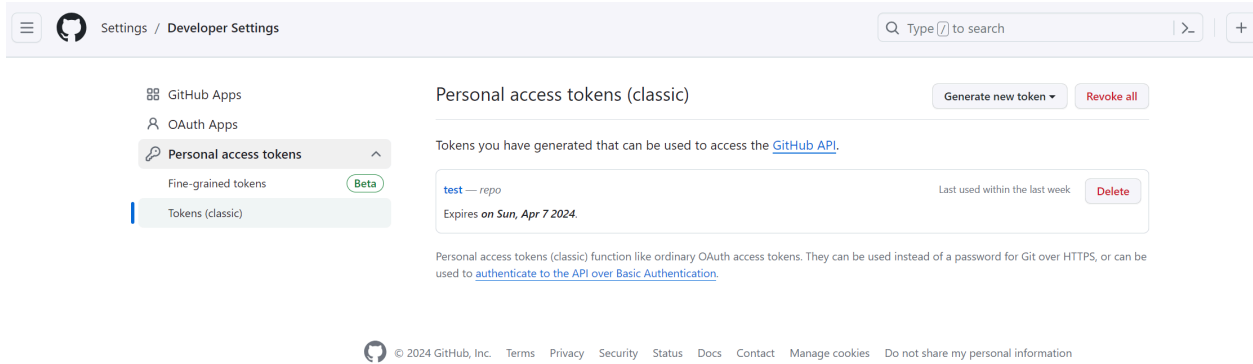 Settings / Developer Settings
Type / to search
GitHub Apps
OAuth Apps
Personal access tokens
Fine-grained tokens Beta
Tokens (classic)
Personal access tokens (classic) Generate new token Revoke all
Tokens you have generated that can be used to access the GitHub API.
test — repo Last used within the last week Delete
Expires on Sun, Apr 7 2024.
Personal access tokens (classic) function like ordinary OAuth access tokens. They can be used instead of a password for Git over HTTPS, or can be
used to authenticate to the API over Basic Authentication.
© 2024 GitHub, Inc. Terms Privacy Security Status Docs Contact Manage cookies Do not share my personal information